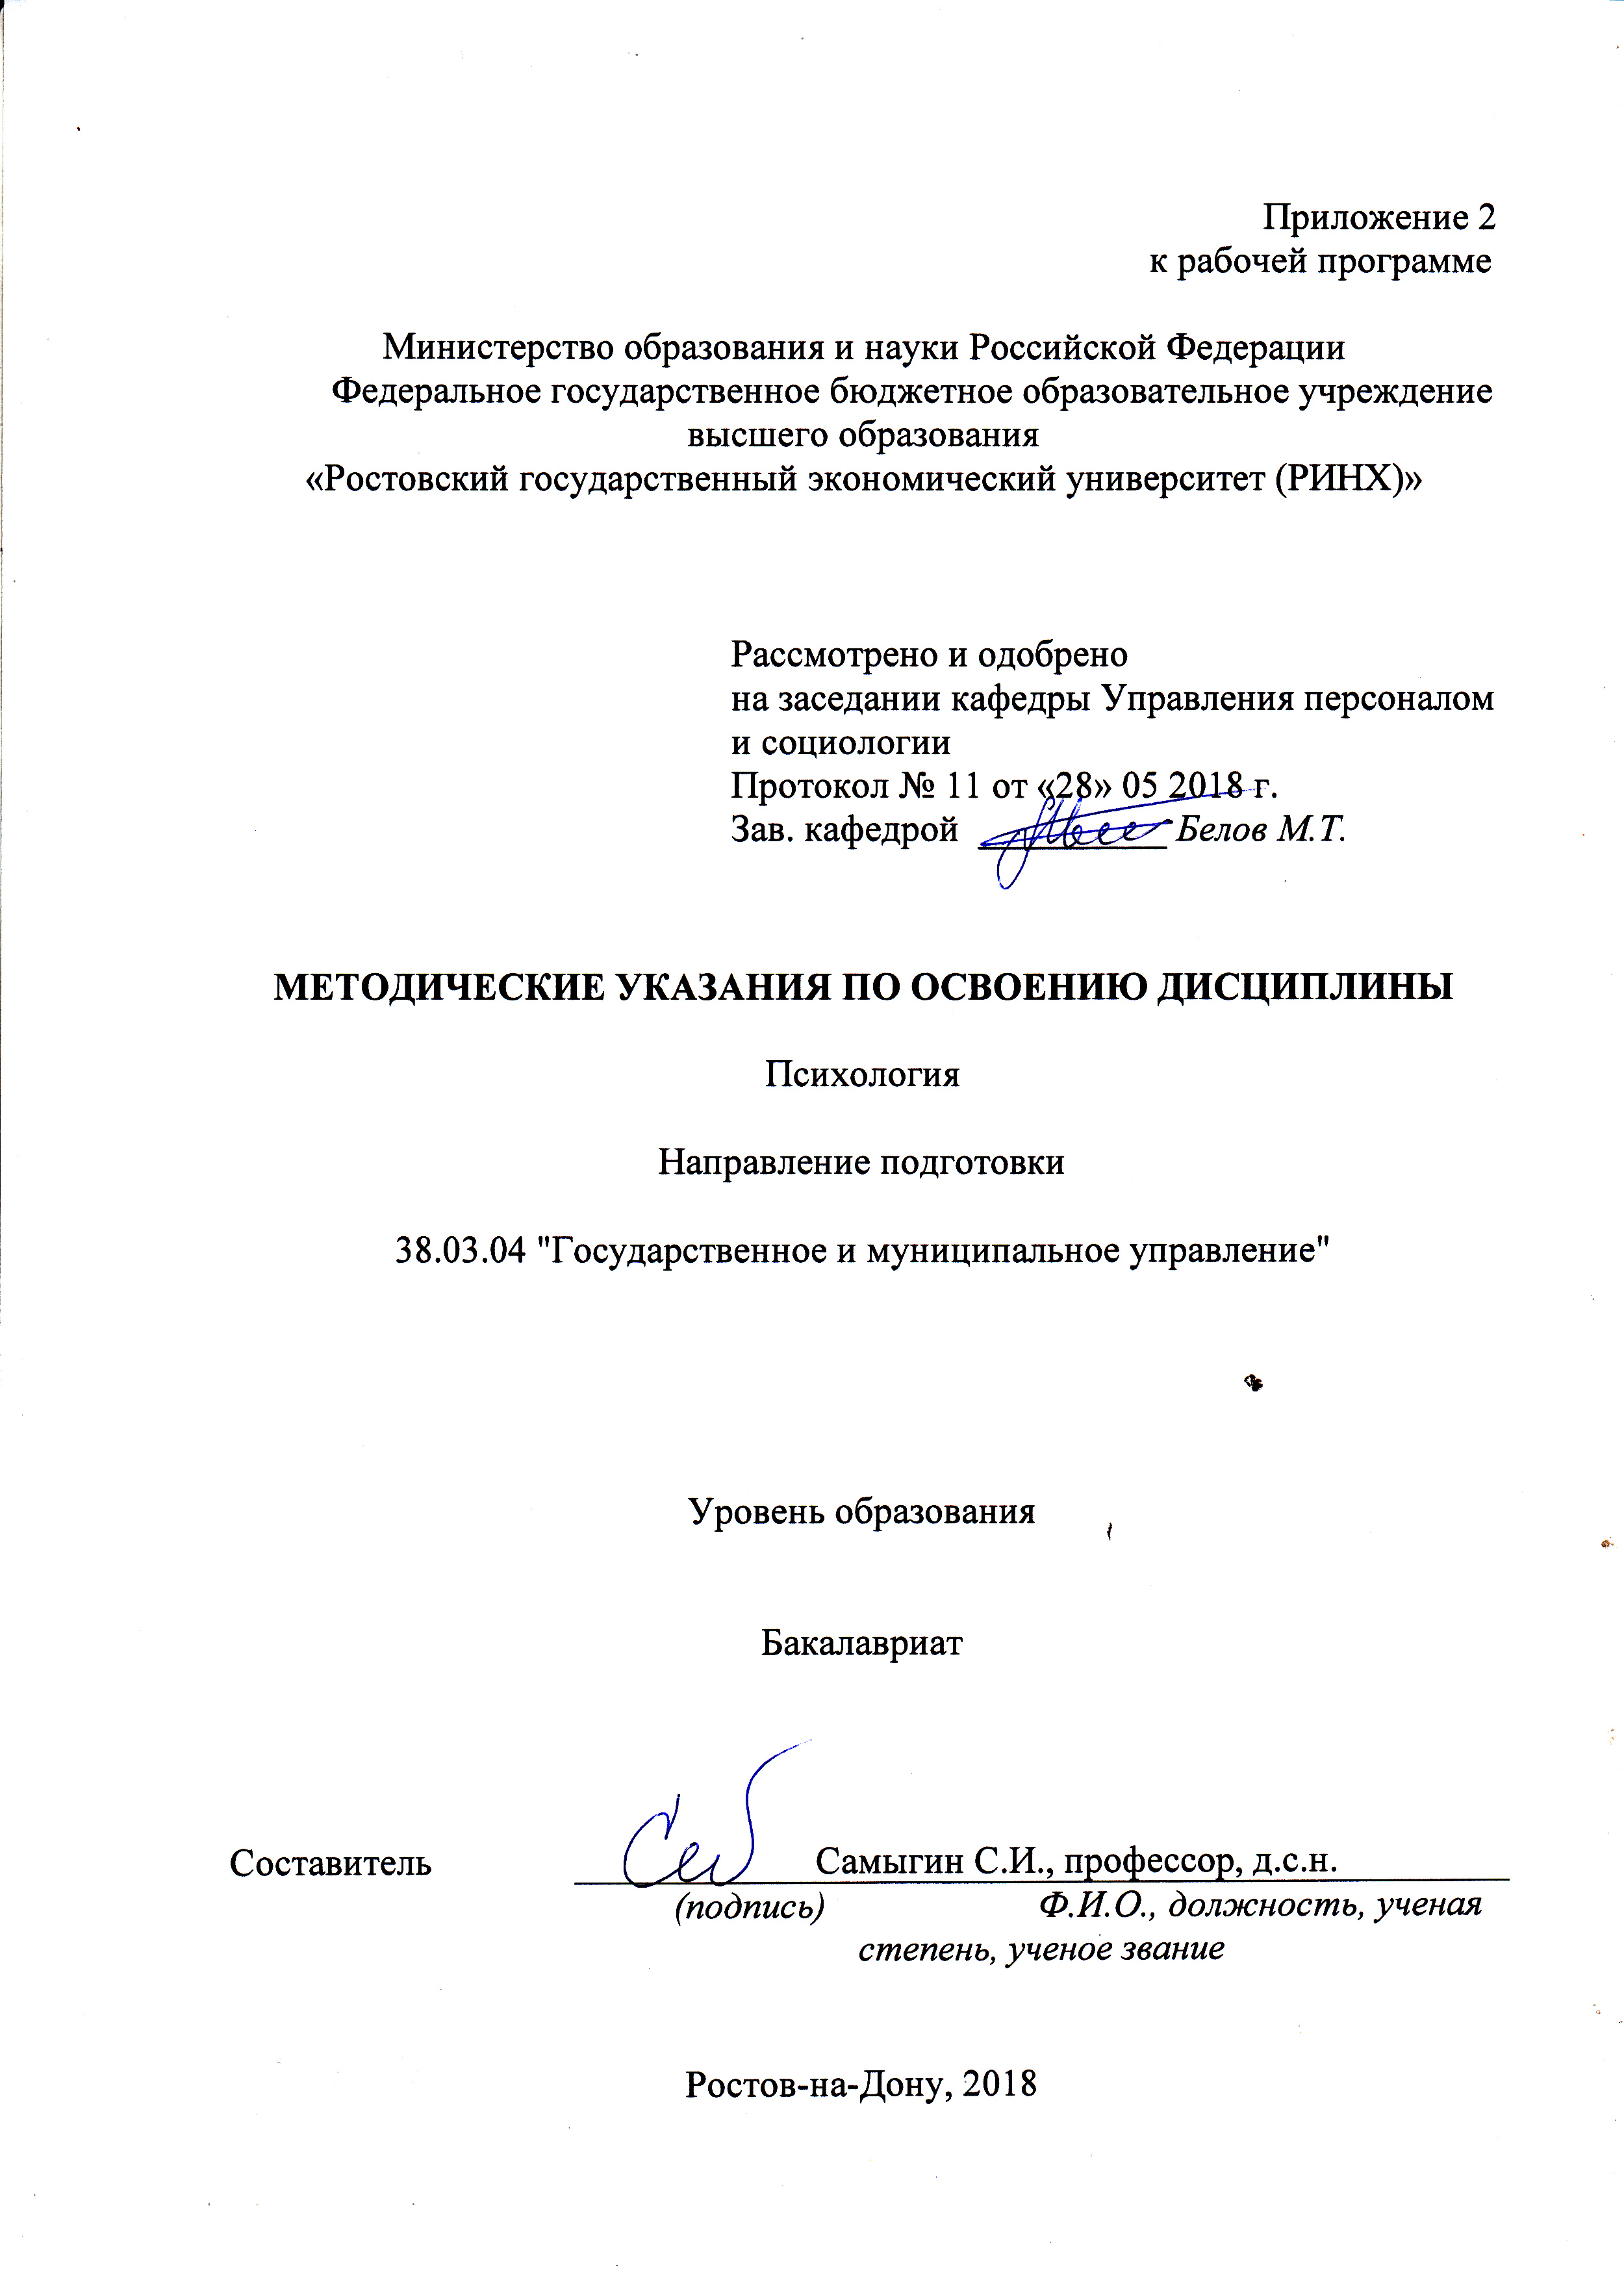 Приложение 2
к рабочей программе
Министерство образования и науки Российской Федерации
Федеральное государственное бюджетное образовательное учреждение
высшего образования
«Ростовский государственный экономический университет (РИНХ)»
Рассмотрено и одобрено
на заседании кафедры Управления персоналом
и социологии
Протокол № 11 от «28» 05 2018 г.
Зав. кафедрой Белов М.Т.
МЕТОДИЧЕСКИЕ УКАЗАНИЯ ПО ОСВОЕНИЮ ДИСЦИПЛИНЫ
Психология
Направление подготовки
38.03.04 "Государственное и муниципальное управление"
Уровень образования
Бакалавриат
Составитель Самыгин С.И., профессор, д.с.н.
(подпись) Ф.И.О., должность, ученая
степень, ученое звание
Ростов-на-Дону, 2018